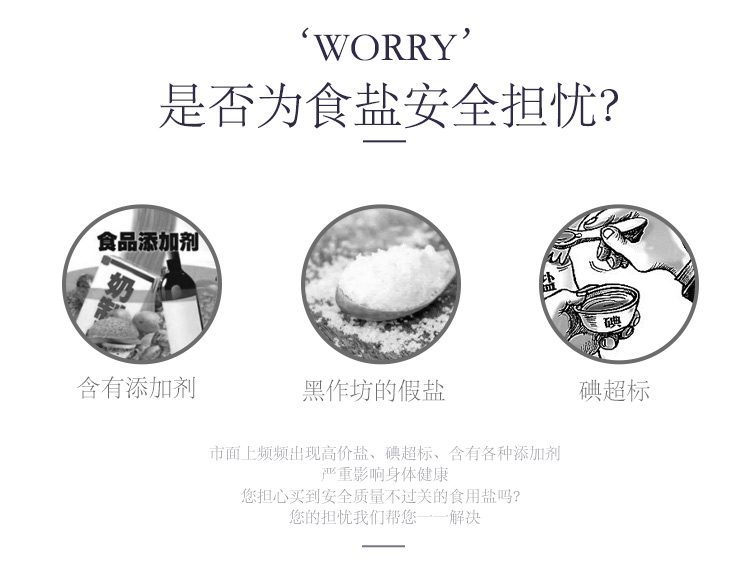 ‘WORRY’
是否为食盐安全担忧?
食品添加剂
奶
盐
碘
含有添加剂
黑作坊的假盐
碘超标
市面上频频出现高价盐、碘超标、含有各种添加剂
严重影响身体健康
您担心买到安全质量不过关的食用盐吗?
您的担忧我们帮您一一解决